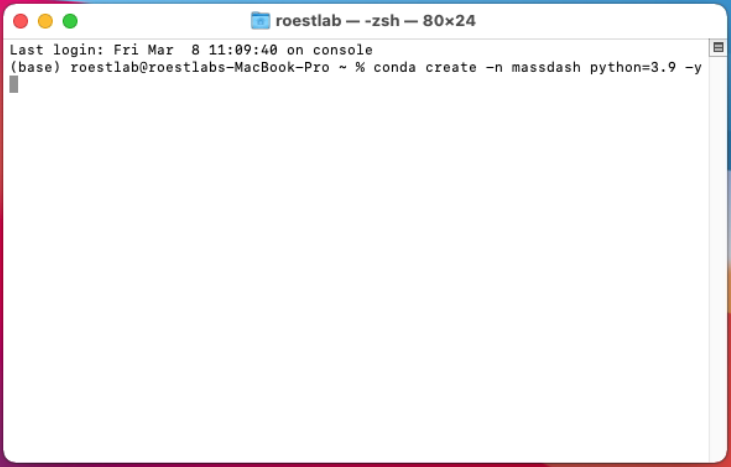 roestlab — -zsh — 80×24
Last login: Fri Mar  8 11:09:40 on console
(base) roestlab@roestlabs-MacBook-Pro ~ % conda create -n massdash python=3.9 -y